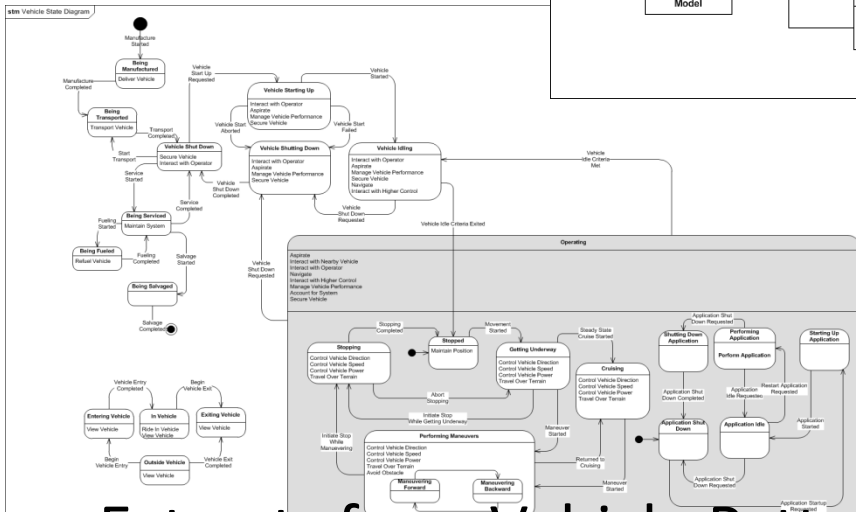 Model
stm Vehicle State Diagram
Manufacture
Started
Being
Manufactured
Deliver Vehicle
Manufacture
Completed
Being
Transported
Transport Vehicle
Transport
Completed
Start
Transport
Vehicle
Start Up
Requested
Vehicle Shut Down
Secure Vehicle
Interact with Operator
Service
Started
Service
Completed
Being Serviced
Maintain System
Fueling
Started
Being Fueled
Refuel Vehicle
Fueling
Completed
Salvage
Started
Being Salvaged
Salvage
Completed
Vehicle Starting Up
Interact with Operator
Aspirate
Manage Vehicle Performance
Secure Vehicle
Vehicle
Started
Vehicle Start
Aborted
Vehicle Start
Failed
Vehicle Shutting Down
Interact with Operator
Aspirate
Manage Vehicle Performance
Secure Vehicle
Vehicle
Shut Down
Completed
Vehicle Idling
Interact with Operator
Aspirate
Manage Vehicle Performance
Secure Vehicle
Navigate
Interact with Higher Control
Vehicle
Shut Down
Requested
Vehicle
Idle Criteria
Met
Vehicle Idle Criteria Exited
Vehicle
Shut Down
Requested
Operating
Aspirate
Interact with Nearby Vehicle
Interact with Operator
Navigate
Interact with Higher Control
Manage Vehicle Performance
Account for System
Secure Vehicle
Stopping
Completed
Stopped
Maintain Position
Movement
Started
Stopping
Control Vehicle Direction
Control Vehicle Speed
Control Vehicle Power
Travel Over Terrain
Getting Underway
Control Vehicle Direction
Control Vehicle Speed
Control Vehicle Power
Travel Over Terrain
Steady State
Cruise Started
Cruising
Control Vehicle Direction
Control Vehicle Speed
Control Vehicle Power
Travel Over Terrain
Abort
Stopping
Initiate Stop
While Getting Underway
Initiate Stop
While
Maneuvering
Maneuver
Started
Performing Maneuvers
Control Vehicle Direction
Control Vehicle Speed
Control Vehicle Power
Travel Over Terrain
Avoid Obstacle
Maneuvering
Forward
Maneuvering
Backward
Returned to
Cruising
Maneuver
Started
Application Shut
Down Requested
Shutting Down
Application
Performing
Application
Perform Application
Starting Up
Application
Application Shut
Down Completed
Application
Idle Requested
Restart Application
Requested
Application
Started
Application Shut
Down
Application Idle
Application Shut
Down Requested
Application Startup
Requested
Vehicle Entry
Completed
Begin
Vehicle Exit
Entering Vehicle
View Vehicle
In Vehicle
Ride In Vehicle
View Vehicle
Exiting Vehicle
View Vehicle
Begin
Vehicle Entry
Outside Vehicle
View Vehicle
Vehicle Exit
Completed